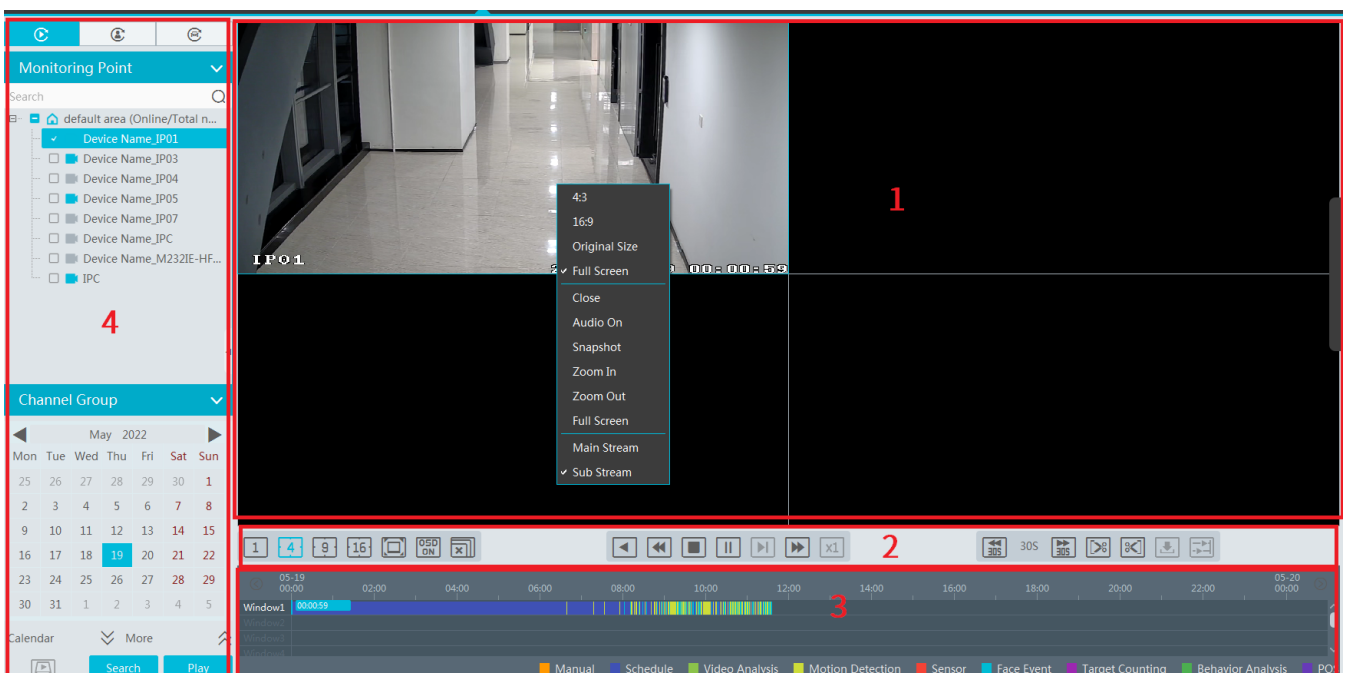 Monitoring Point
Search
default area (Online/Total n...
Device Name_IP01
Device Name_IP03
Device Name_IP04
Device Name_IP05
Device Name_IP07
Device Name_IPC
Device Name_M232IE-HF...
IPC
4
Channel Group
May 2022
Mon Tue Wed Thu Fri Sat Sun
25 26 27 28 29 30 1
2 3 4 5 6 7 8
9 10 11 12 13 14 15
16 17 18 19 20 21 22
23 24 25 26 27 28 29
30 31 1 2 3 4 5
Calendar More
Search Play
1
IP01
00:00:59
4:3
16:9
Original Size
Full Screen
Close
Audio On
Snapshot
Zoom In
Zoom Out
Full Screen
Main Stream
Sub Stream
1 4 9 16 OSD ON x1 2 30S 30S 30S
05-19 05-20
00:00 02:00 04:00 06:00 08:00 10:00 12:00 14:00 16:00 18:00 20:00 22:00 00:00
3
Window1 00:00:59
Window2
Window3
Window4
Manual Schedule Video Analysis Motion Detection Sensor Face Event Target Counting Behavior Analysis PO